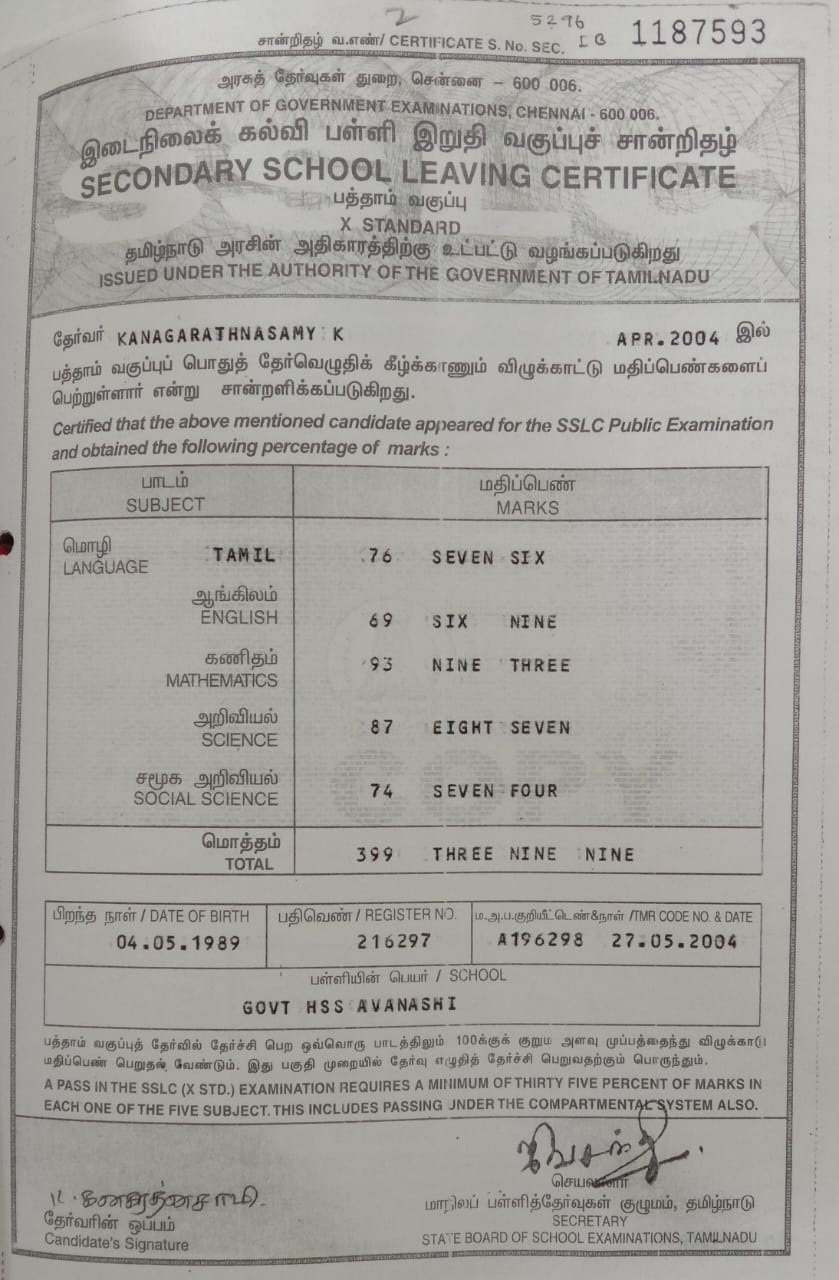 2
5296
சான்றிதழ் வ.எண்/ CERTIFICATE S. No. SEC. IB 1187593
அரசுத் தேர்வுகள் துறை, சென்னை – 600 006.
DEPARTMENT OF GOVERNMENT EXAMINATIONS, CHENNAI - 600 006.
இடைநிலைக் கல்வி பள்ளி இறுதி வகுப்புச் சான்றிதழ்
SECONDARY SCHOOL LEAVING CERTIFICATE
பத்தாம் வகுப்பு
X STANDARD
தமிழ்நாடு அரசின் அதிகாரத்திற்கு உட்பட்டு வழங்கப்படுகிறது
ISSUED UNDER THE AUTHORITY OF THE GOVERNMENT OF TAMILNADU
தேர்வர் KANAGARATHNASAMY K APR.2004 இல்
பத்தாம் வகுப்புப் பொதுத் தேர்வெழுதிக் கீழ்க்காணும் விழுக்காட்டு மதிப்பெண்களைப்
பெற்றுள்ளார் என்று சான்றளிக்கப்படுகிறது.
Certified that the above mentioned candidate appeared for the SSLC Public Examination
and obtained the following percentage of marks :
பாடம் மதிப்பெண்
SUBJECT MARKS
மொழி TAMIL 76 SEVEN SIX
LANGUAGE
ஆங்கிலம்
ENGLISH 69 SIX NINE
கணிதம் 93 NINE THREE
MATHEMATICS
அறிவியல்
SCIENCE 87 EIGHT SEVEN
சமூக அறிவியல்
SOCIAL SCIENCE 74 SEVEN FOUR
COPY
மொத்தம்
TOTAL 399 THREE NINE NINE
பிறந்த நாள் / DATE OF BIRTH பதிவெண் / REGISTER NO. ம.அ.ப.குறியீட்டெண்&நாள் /TMR CODE NO. & DATE
04.05.1989 216297 A196298 27.05.2004
பள்ளியின் பெயர் / SCHOOL
GOVT HSS AVANASHI
பத்தாம் வகுப்புத் தேர்வில் தேர்ச்சி பெற ஒவ்வொரு பாடத்திலும் 100க்குக் குறும அளவு முப்பத்தைந்து விழுக்காடு
மதிப்பெண் பெறுதல் வேண்டும். இது பகுதி முறையில் தேர்வு எழுதித் தேர்ச்சி பெறுவதற்கும் பொருந்தும்.
A PASS IN THE SSLC (X STD.) EXAMINATION REQUIRES A MINIMUM OF THIRTY FIVE PERCENT OF MARKS IN
EACH ONE OF THE FIVE SUBJECT. THIS INCLUDES PASSING UNDER THE COMPARTMENTAL SYSTEM ALSO.
செயலாளர்
தேர்வரின் ஒப்பம் மாநிலப் பள்ளித்தேர்வுகள் குழுமம், தமிழ்நாடு
Candidate's Signature SECRETARY
STATE BOARD OF SCHOOL EXAMINATIONS, TAMILNADU